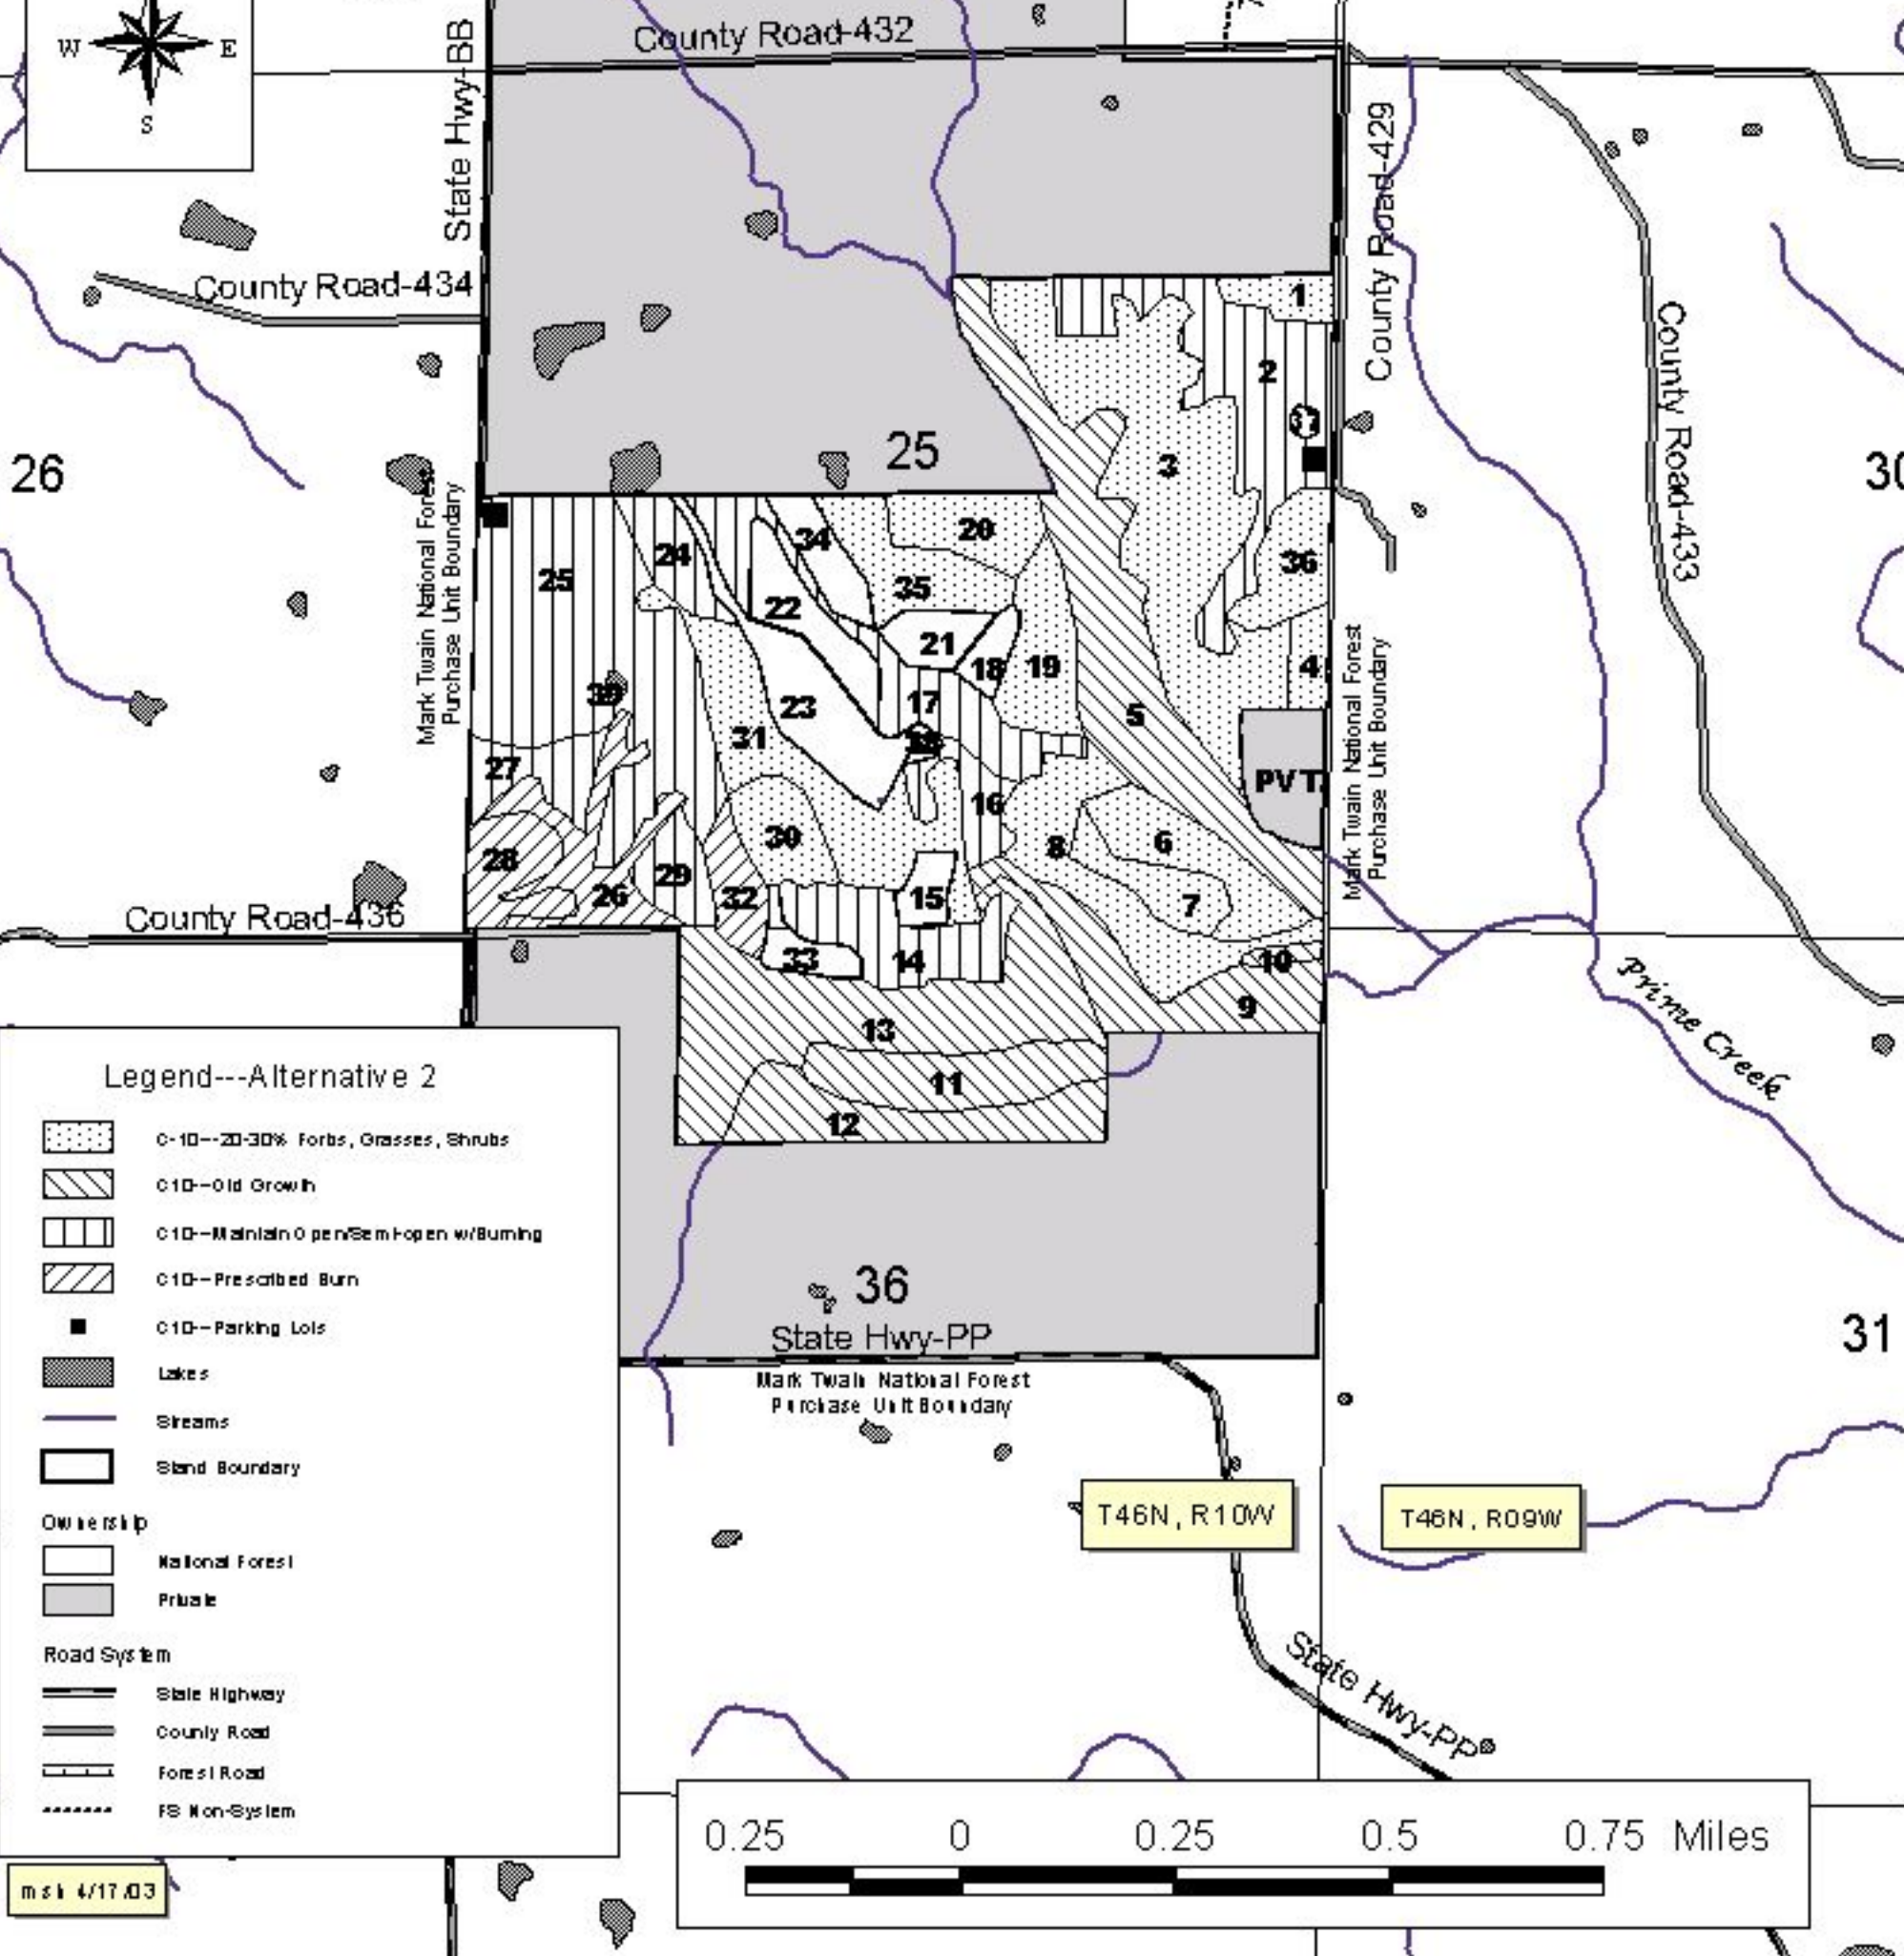 County Road-432
W E
S
State Hwy-BB
County Road-429
County Road-434
1
County Road-433
2
37
25
3
26
30
Mark Twain National Forest
Purchase Unit Boundary
20
34
24
36
25
35
22
21
18
19
4
Mark Twain National Forest
Purchase Unit Boundary
39
17
23
5
31
27
PVT
16
30
6
8
28
29
26
32
15
7
County Road-436
33
14
10
9
Prime Creek
13
11
12
Legend---Alternative 2
C-10--20-30% Forbs, Grasses, Shrubs
C10--Old Growth
C10--Maintain Open/Semi-open w/Burning
C10--Prescribed Burn
C10--Parking Lots
Lakes
Streams
Stand Boundary
Ownership
National Forest
Private
Road System
State Highway
County Road
Forest Road
FS Non-System
36
31
State Hwy-PP
Mark Twain National Forest
Purchase Unit Boundary
T46N, R10W
T46N, R09W
State Hwy-PP
0.25 0 0.25 0.5 0.75 Miles
msk 4/17/03